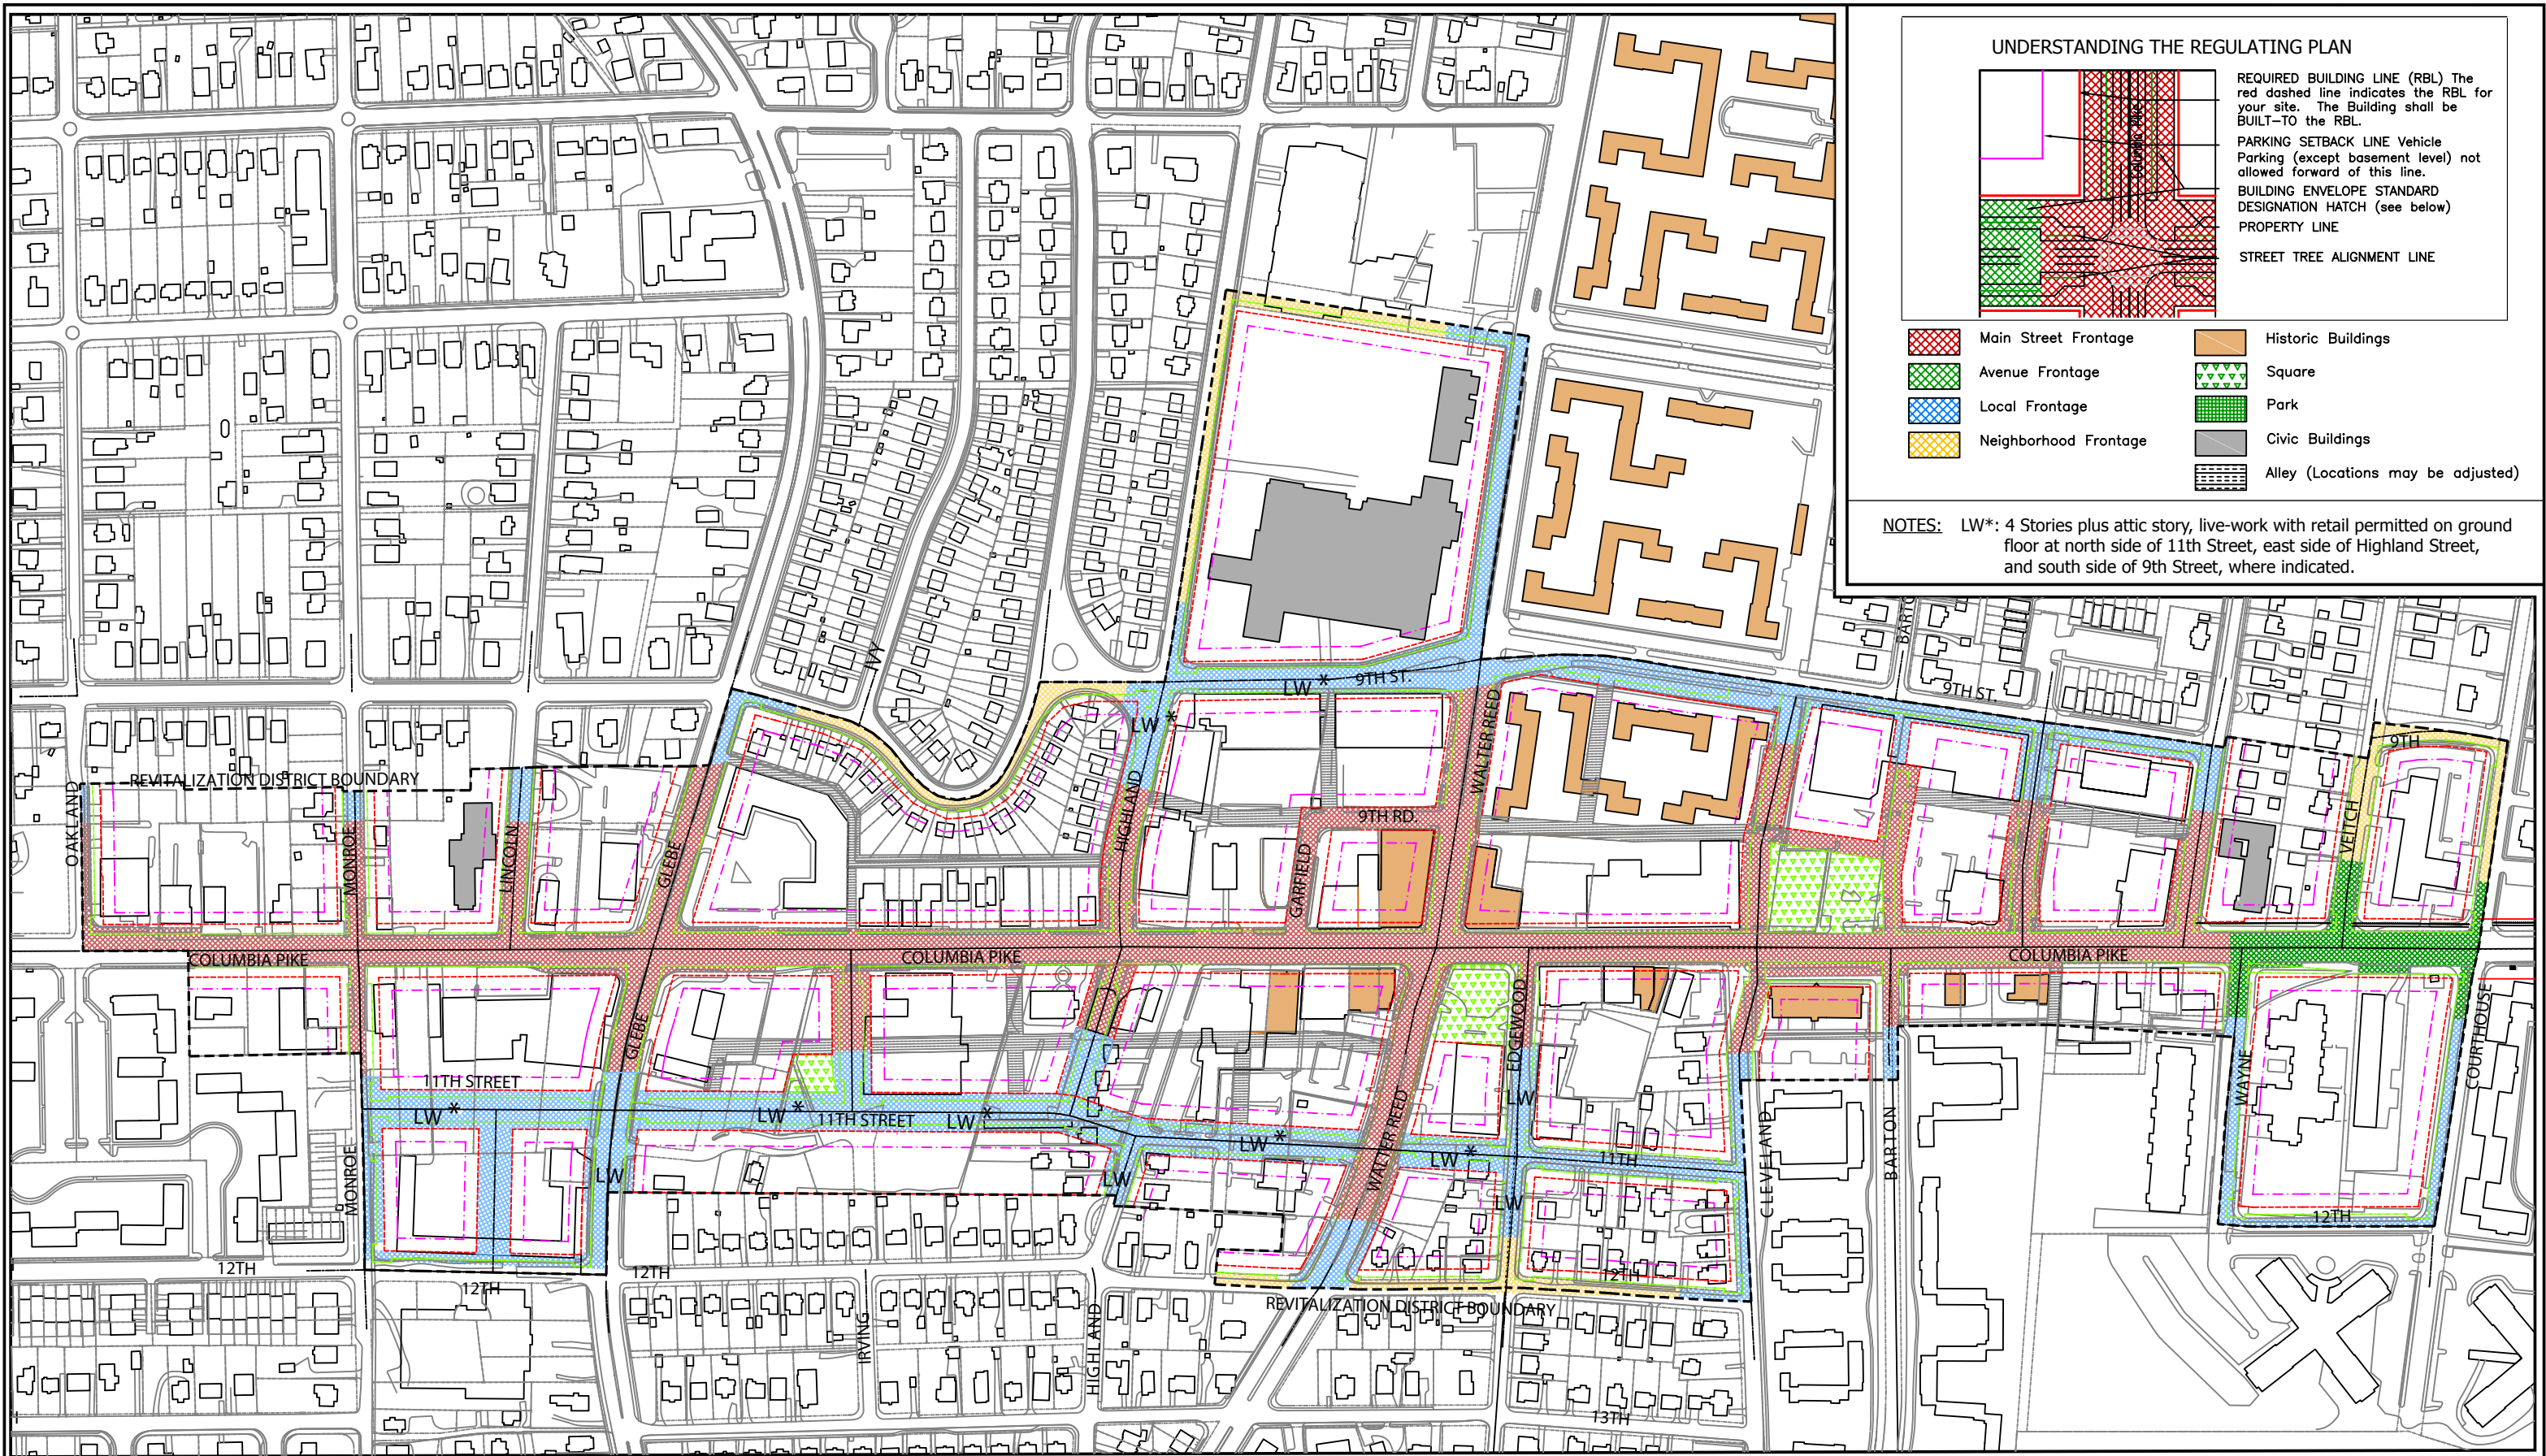 UNDERSTANDING THE REGULATING PLAN
Columbia Pike
REQUIRED BUILDING LINE (RBL) The
red dashed line indicates the RBL for
your site. The Building shall be
BUILT-TO the RBL.
PARKING SETBACK LINE Vehicle
Parking (except basement level) not
allowed forward of this line.
BUILDING ENVELOPE STANDARD
DESIGNATION HATCH (see below)
PROPERTY LINE
STREET TREE ALIGNMENT LINE
Main Street Frontage
Avenue Frontage
Local Frontage
Neighborhood Frontage
Historic Buildings
Square
Park
Civic Buildings
Alley (Locations may be adjusted)
NOTES: LW*: 4 Stories plus attic story, live-work with retail permitted on ground
floor at north side of 11th Street, east side of Highland Street,
and south side of 9th Street, where indicated.
IVY
BARTO
LW *
9TH ST.
9TH ST.
LW *
WALTER REED
9TH
REVITALIZATION DISTRICT BOUNDARY
OAKLAND
MONROE
LINCOLN
GLEBE
HIGHLAND
GARFIELD
9TH RD.
VEITCH
COLUMBIA PIKE
COLUMBIA PIKE
COLUMBIA PIKE
GLEBE
EDGEWOOD
WAYNE
COURTHOUSE
11TH STREET
LW *
LW *
11TH STREET
LW *
LW *
LW *
LW
11TH
WALTER REED
CLEVELAND
BARTON
MONROE
LW
LW
LW
12TH
12TH
12TH
12TH
12TH
REVITALIZATION DISTRICT BOUNDARY
IRVING
HIGHLAND
13TH